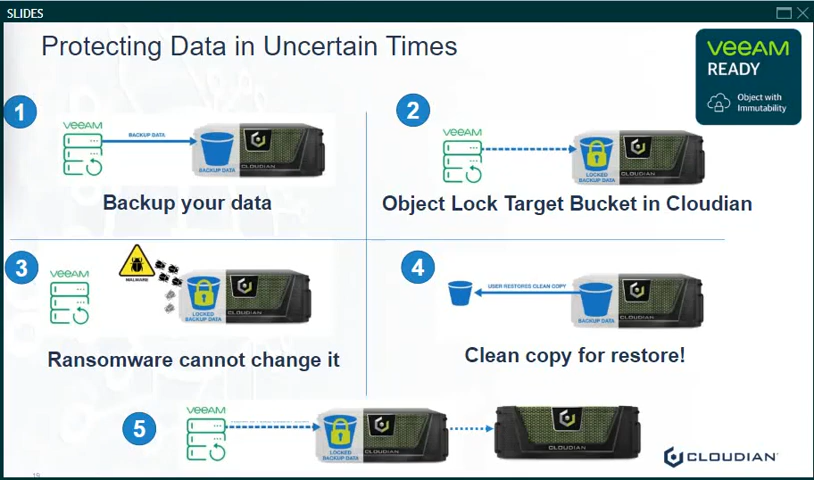 SLIDES
Protecting Data in Uncertain Times
veeAM
READY
Object with
Immutability
1
veeAM
BACKUP DATA
BACKUP DATA
CLOUDIAN
Backup your data
2
veeAM
LOCKED
BACKUP DATA
CLOUDIAN
Object Lock Target Bucket in Cloudian
3
veeAM
MALWARE
LOCKED
BACKUP DATA
CLOUDIAN
Ransomware cannot change it
4
USER RESTORES CLEAN COPY
BACKUP DATA
CLOUDIAN
Clean copy for restore!
5
veeAM
LOCKED
BACKUP DATA
CLOUDIAN
CLOUDIAN
CLOUDIAN
19